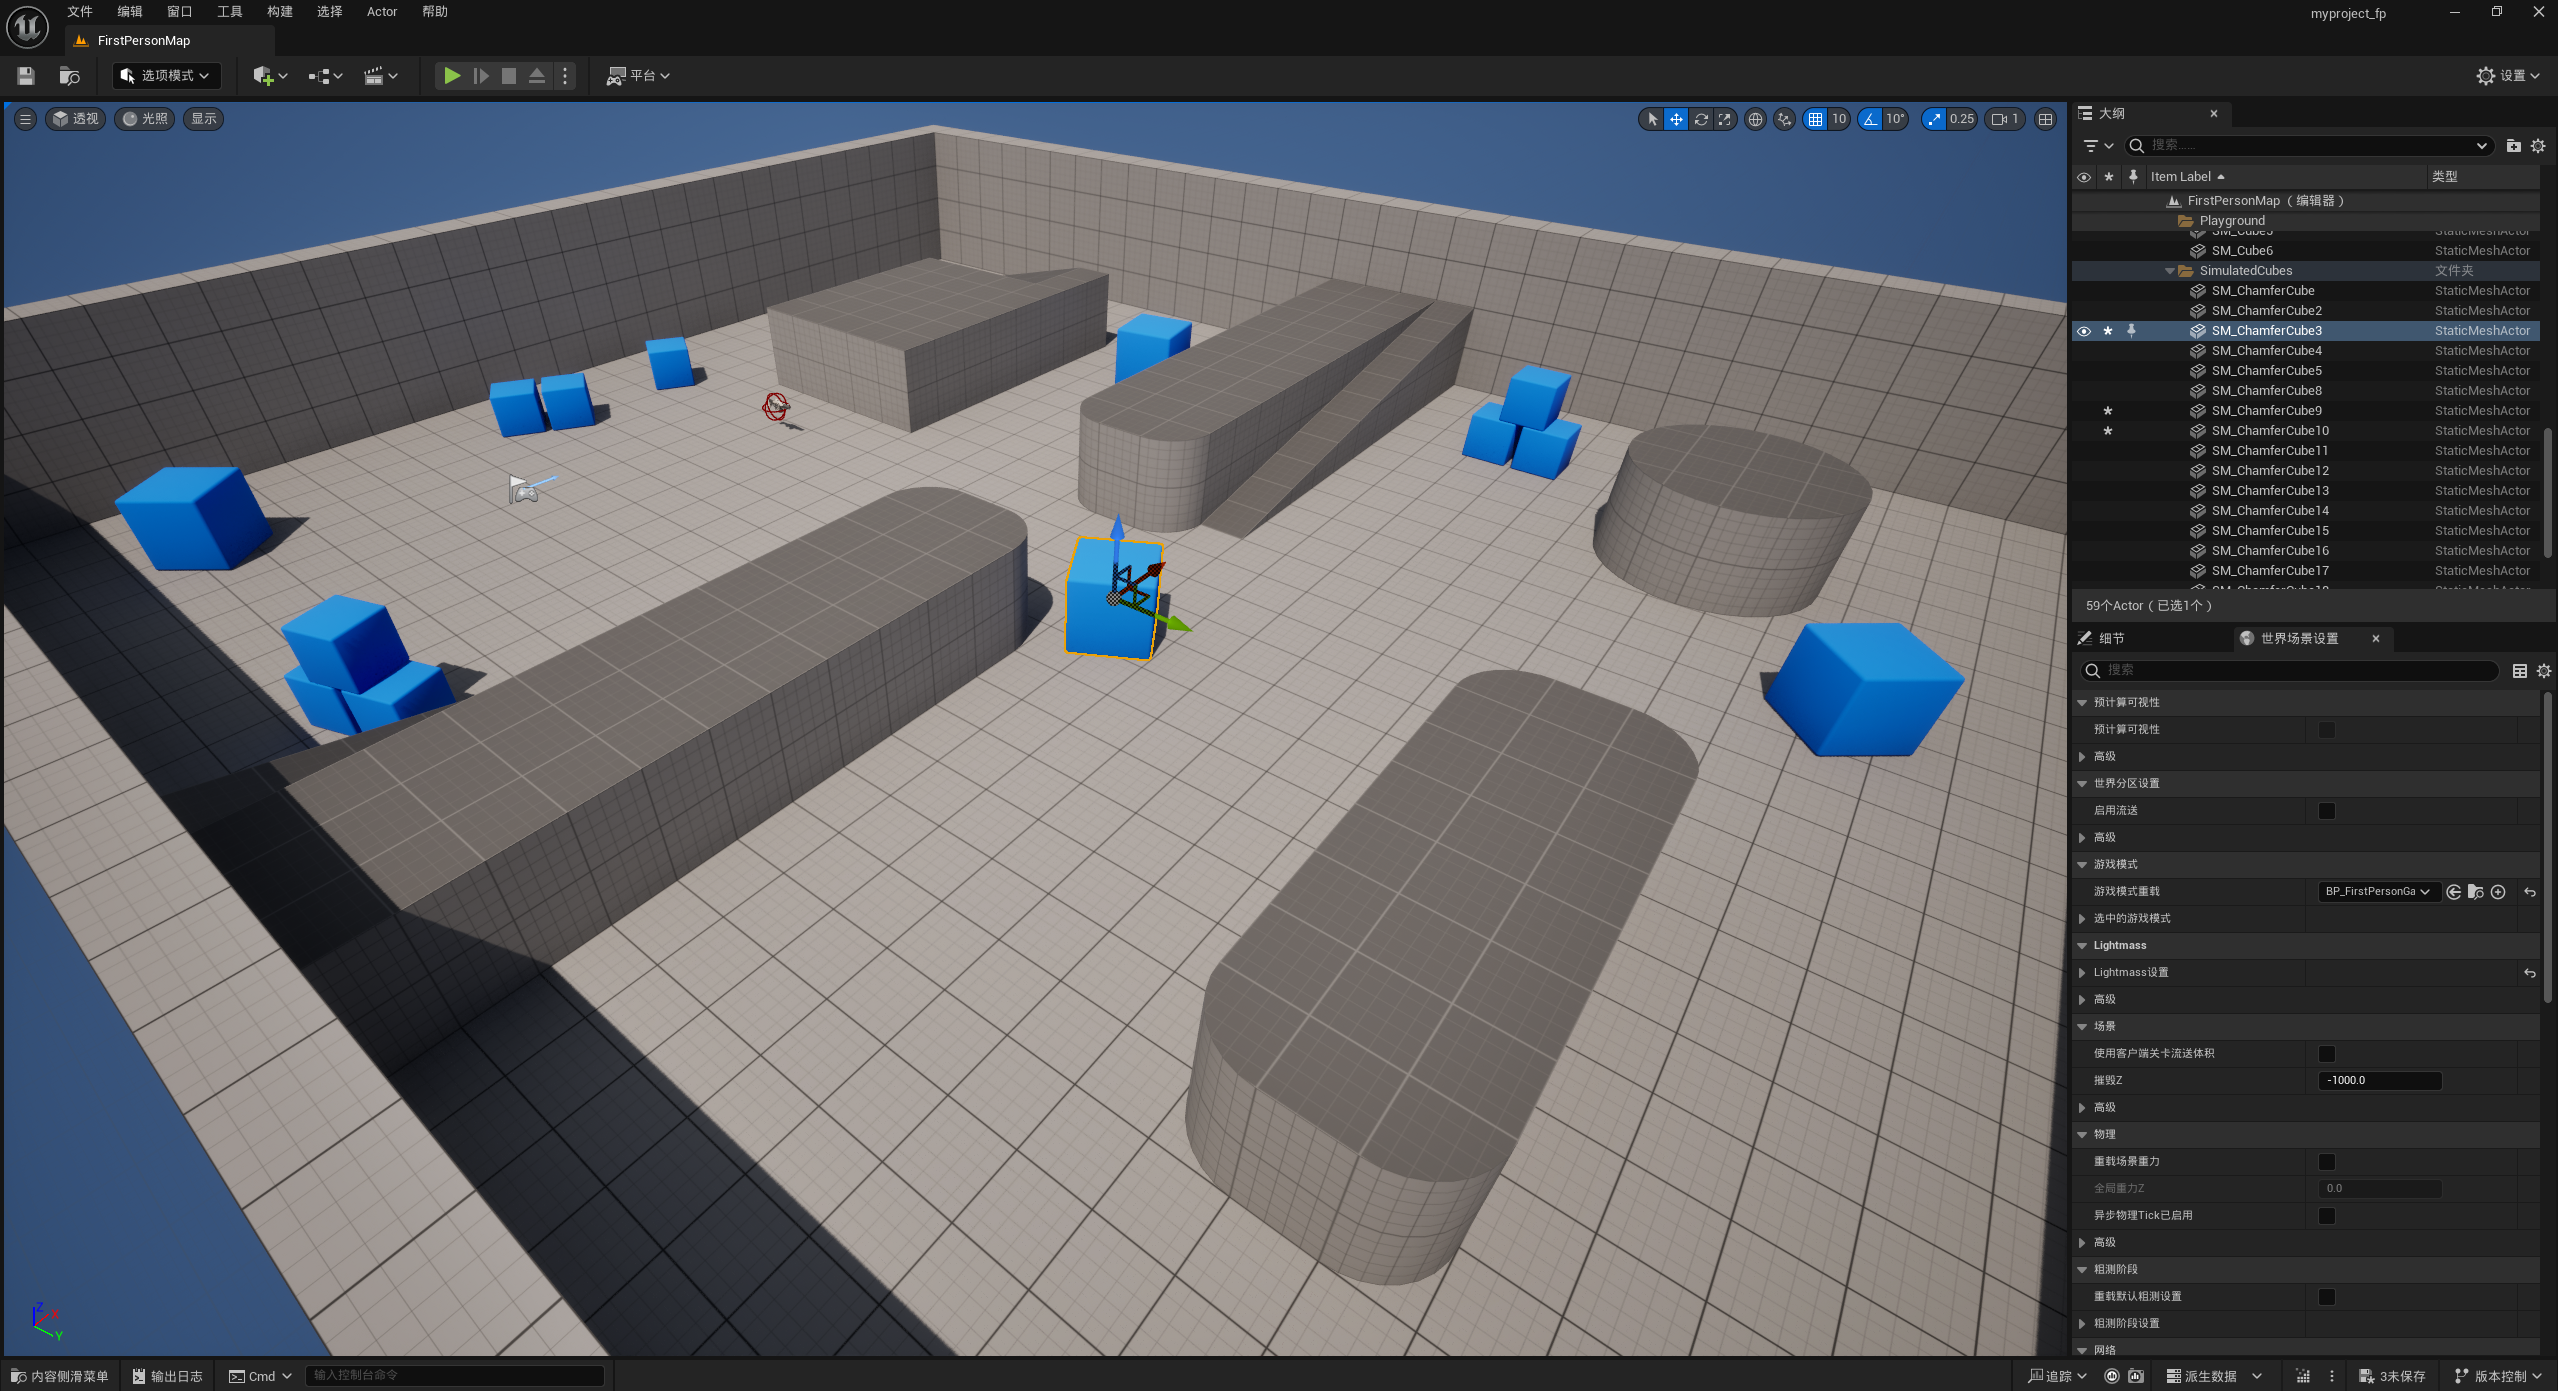 文件 编辑 窗口 工具 构建 选择 Actor 帮助
myproject_fp
FirstPersonMap
选项模式
平台
设置
透视 光照 显示
10 10° 0.25 1
大纲
搜索……
Item Label 类型
FirstPersonMap（编辑器）
Playground
SM_Cube5 StaticMeshActor
SM_Cube6 StaticMeshActor
SimulatedCubes 文件夹
SM_ChamferCube StaticMeshActor
SM_ChamferCube2 StaticMeshActor
SM_ChamferCube3 StaticMeshActor
SM_ChamferCube4 StaticMeshActor
SM_ChamferCube5 StaticMeshActor
SM_ChamferCube8 StaticMeshActor
SM_ChamferCube9 StaticMeshActor
SM_ChamferCube10 StaticMeshActor
SM_ChamferCube11 StaticMeshActor
SM_ChamferCube12 StaticMeshActor
SM_ChamferCube13 StaticMeshActor
SM_ChamferCube14 StaticMeshActor
SM_ChamferCube15 StaticMeshActor
SM_ChamferCube16 StaticMeshActor
SM_ChamferCube17 StaticMeshActor
59个Actor（已选1个）
细节 世界场景设置
搜索
预计算可视性
预计算可视性
高级
世界分区设置
启用流送
高级
游戏模式
游戏模式重载 BP_FirstPersonGa
选中的游戏模式
Lightmass
Lightmass设置
高级
场景
使用客户端关卡流送体积
摧毁Z -1000.0
高级
物理
重载场景重力
全局重力Z 0.0
异步物理Tick已启用
高级
粗测阶段
重载默认粗测设置
粗测阶段设置
网络
Z X Y
内容侧滑菜单 输出日志 Cmd 输入控制台命令
追踪 派生数据 3未保存 版本控制